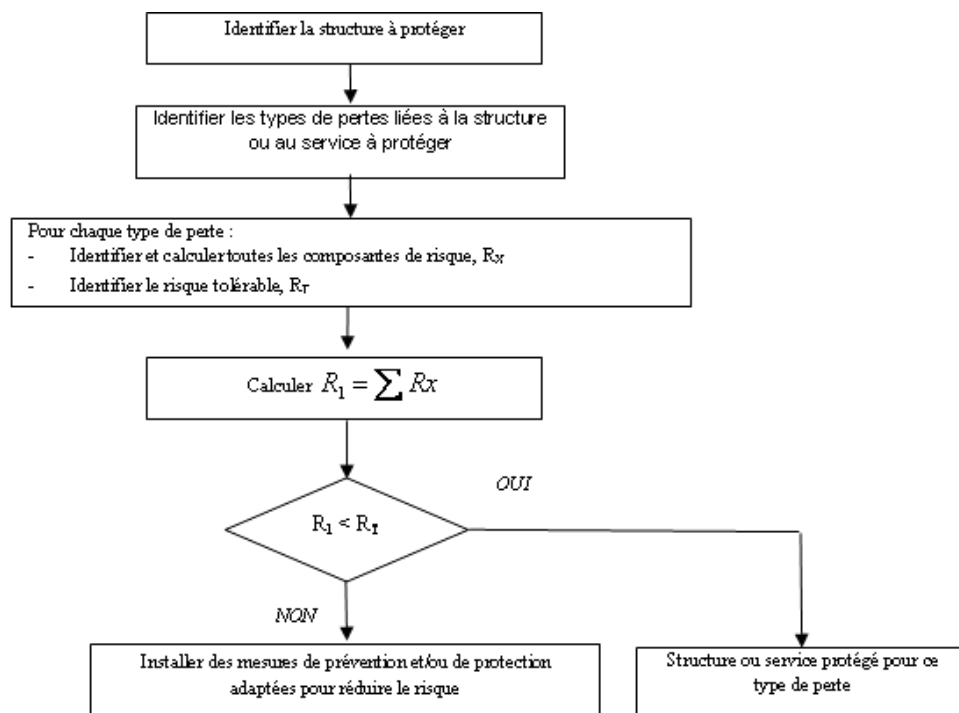 Identifier la structure à protéger
Identifier les types de pertes liées à la structure
ou au service à protéger
Pour chaque type de perte :
- Identifier et calculer toutes les composantes de risque, Rₓ
- Identifier le risque tolérable, R_T
Calculer R₁ = ∑ Rx
OUI
R₁ < R_T
NON
Installer des mesures de prévention et/ou de protection
adaptées pour réduire le risque
Structure ou service protégé pour ce
type de perte